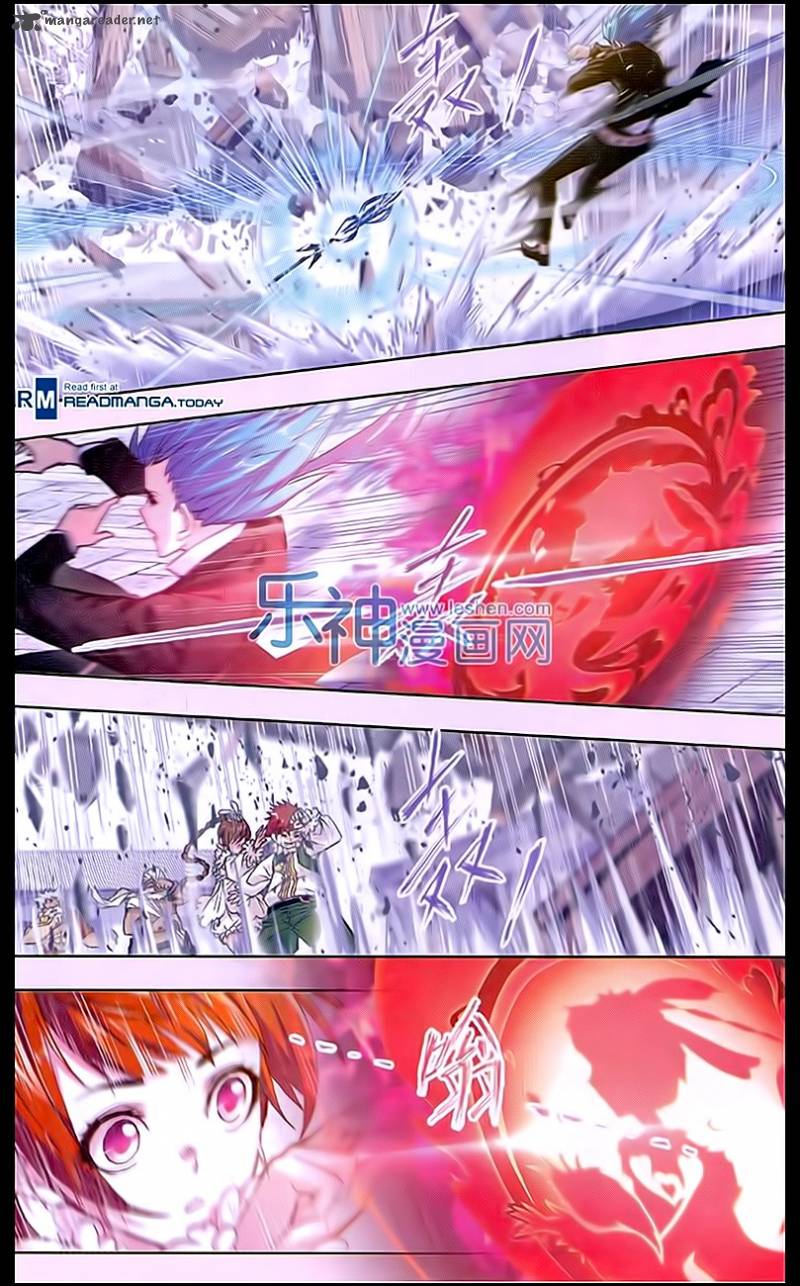 mangareader.net
轰！
RM Read first at
READMANGA.TODAY
轰
乐神漫画网
www.leshen.com
轰！
嗡